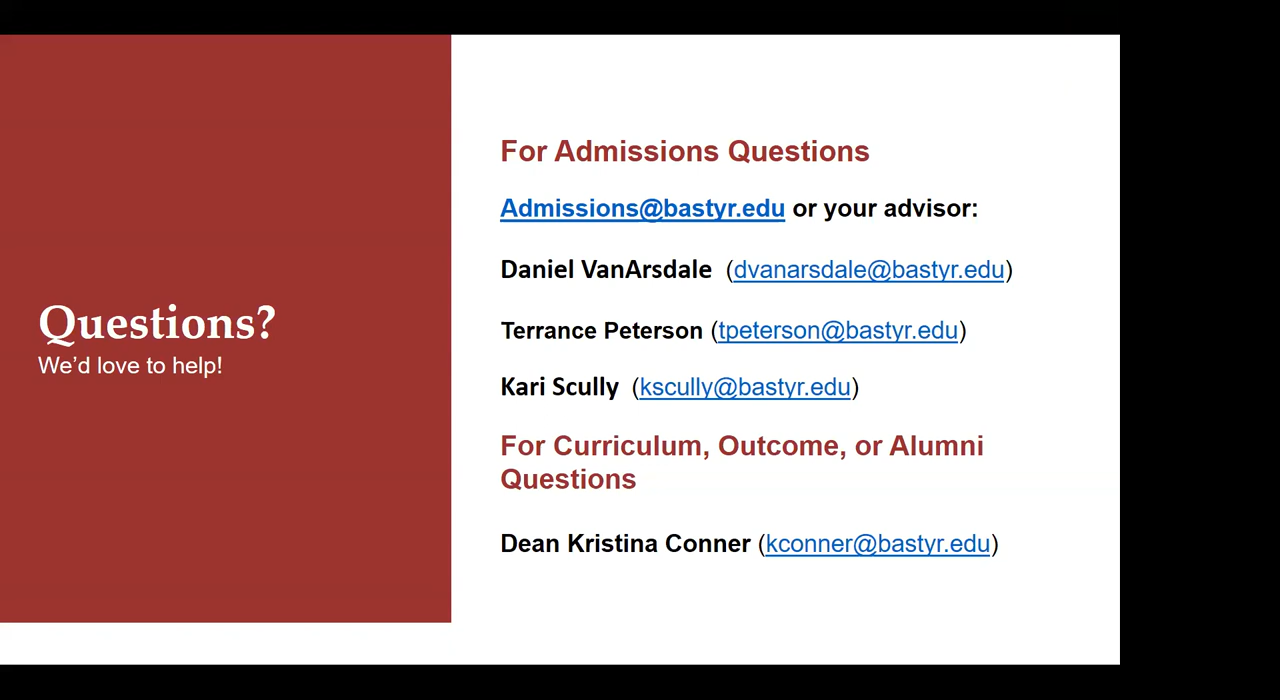 Questions?
We'd love to help!
For Admissions Questions
Admissions@bastyr.edu or your advisor:
Daniel VanArsdale (dvanarsdale@bastyr.edu)
Terrance Peterson (tpeterson@bastyr.edu)
Kari Scully (kscully@bastyr.edu)
For Curriculum, Outcome, or Alumni
Questions
Dean Kristina Conner (kconner@bastyr.edu)